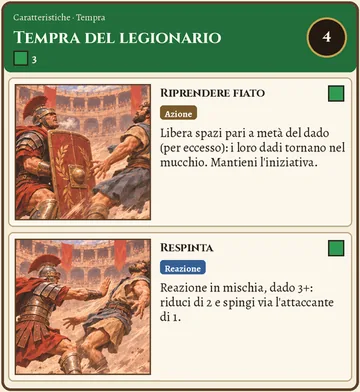 Caratteristiche · Tempra
Tempra del legionario
4
3
Riprendere fiato
Azione
Libera spazi pari a metà del dado
(per eccesso): i loro dadi tornano nel
mucchio. Mantieni l'iniziativa.
Respinta
Reazione
Reazione in mischia, dado 3+:
riduci di 2 e spingi via l'attaccante
di 1.